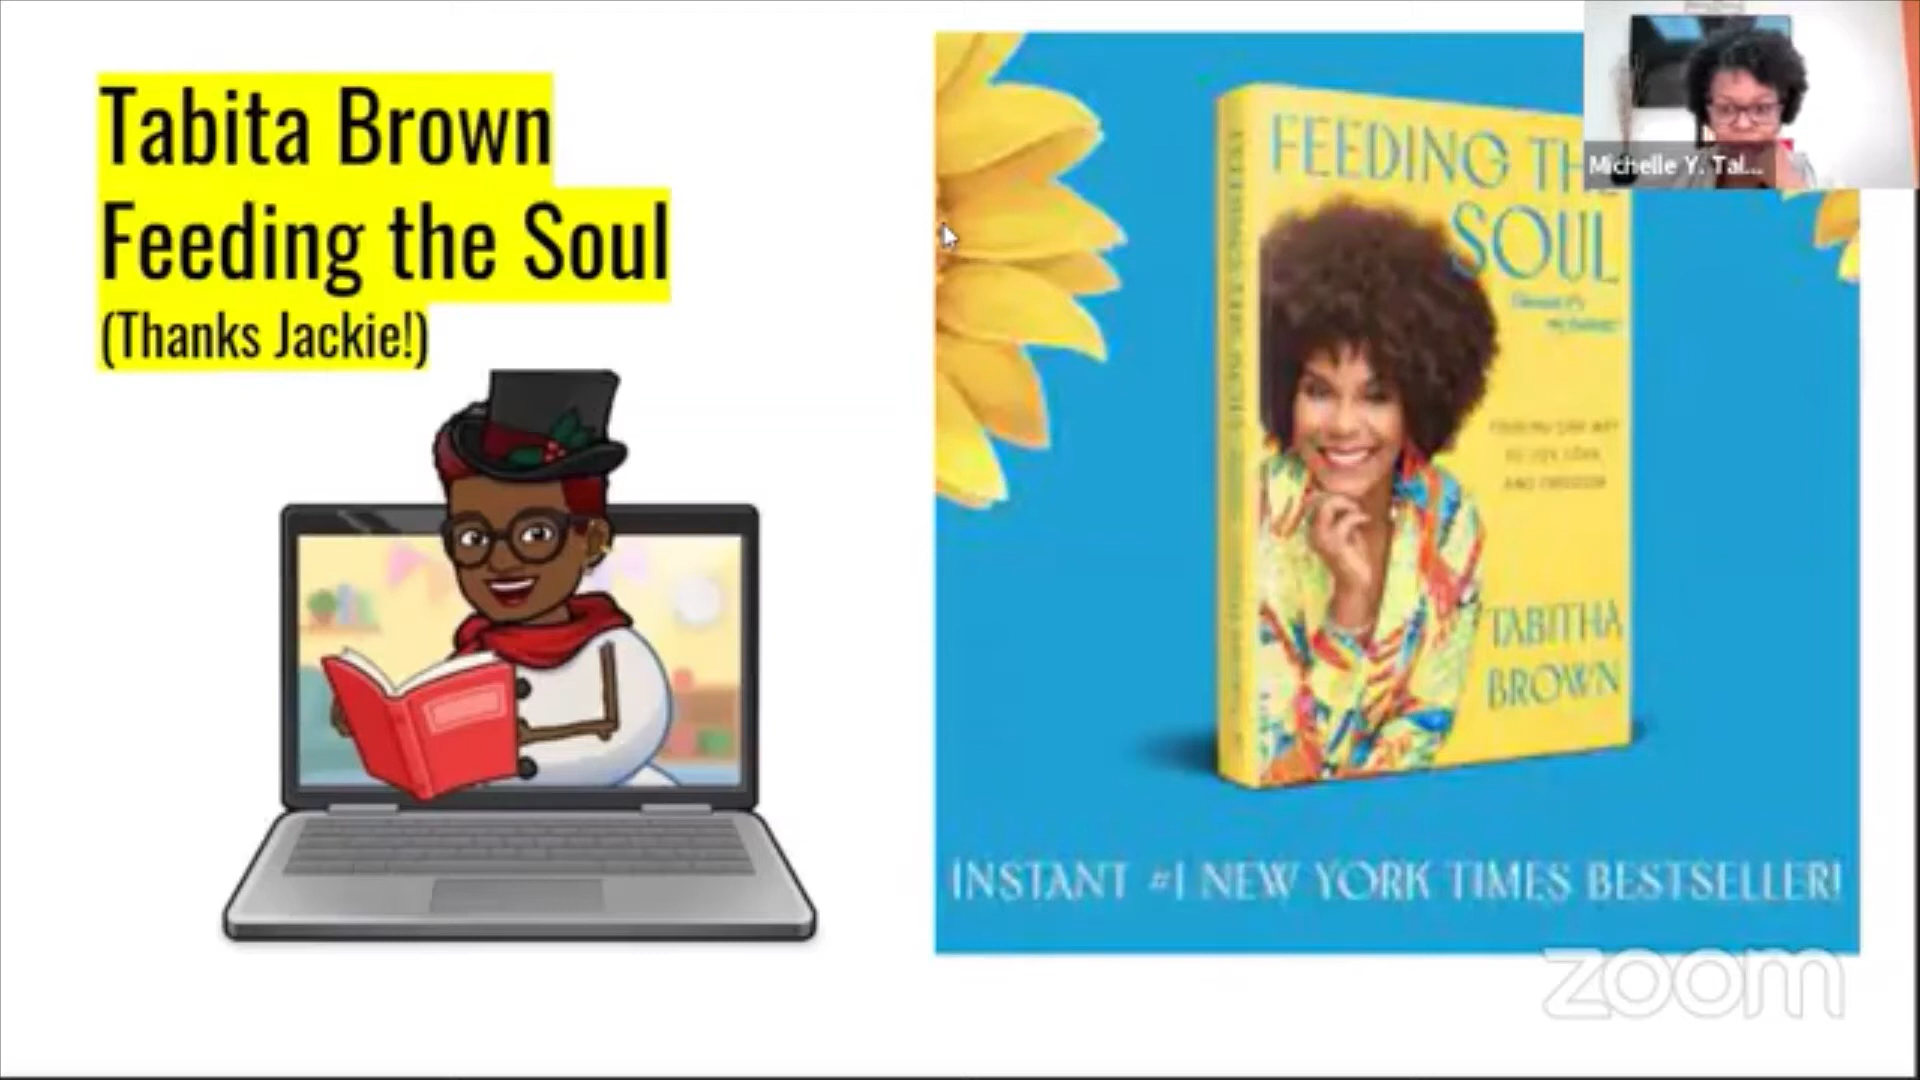 Tabita Brown
Feeding the Soul
(Thanks Jackie!)
FEEDING TH
SOUL
TABITHA
BROWN
INSTANT #1 NEW YORK TIMES BESTSELLER!
Michelle Y. Tal...
zoom